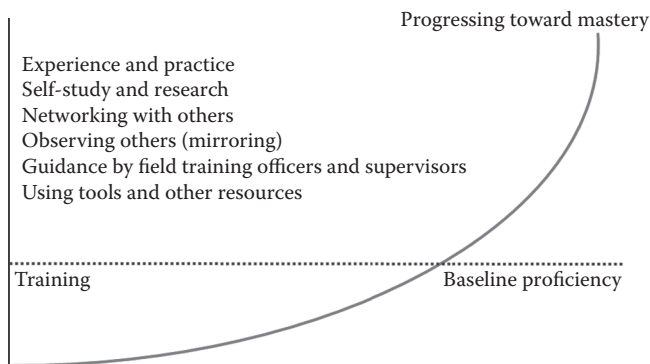 Progressing toward mastery
Experience and practice
Self-study and research
Networking with others
Observing others (mirroring)
Guidance by field training officers and supervisors
Using tools and other resources
Training
Baseline proficiency